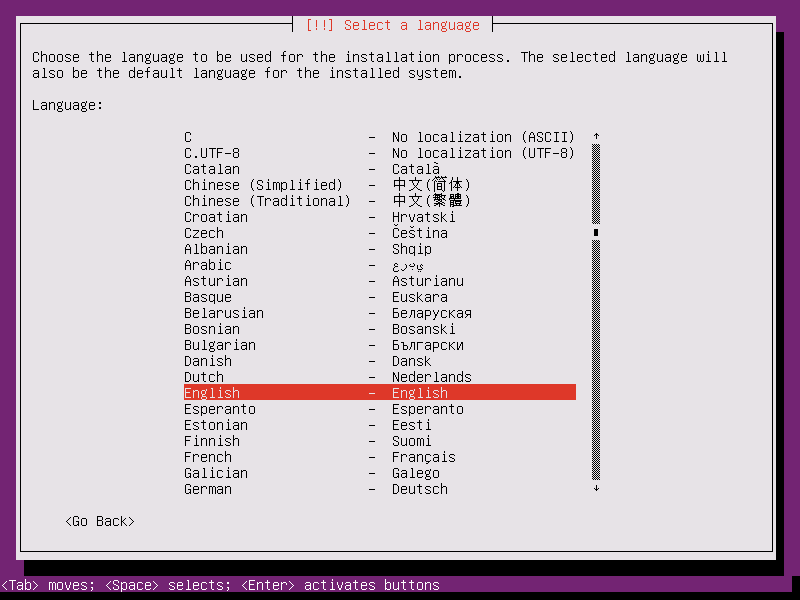 [!!] Select a language
Choose the language to be used for the installation process. The selected language will
also be the default language for the installed system.
Language:
C - No localization (ASCII)
C.UTF-8 - No localization (UTF-8)
Catalan - Català
Chinese (Simplified) - 中文(简体)
Chinese (Traditional) - 中文(繁體)
Croatian - Hrvatski
Czech - Čeština
Albanian - Shqip
Arabic - عربي
Asturian - Asturianu
Basque - Euskara
Belarusian - Беларуская
Bosnian - Bosanski
Bulgarian - Български
Danish - Dansk
Dutch - Nederlands
English - English
Esperanto - Esperanto
Estonian - Eesti
Finnish - Suomi
French - Français
Galician - Galego
German - Deutsch
<Go Back>
<Tab> moves; <Space> selects; <Enter> activates buttons